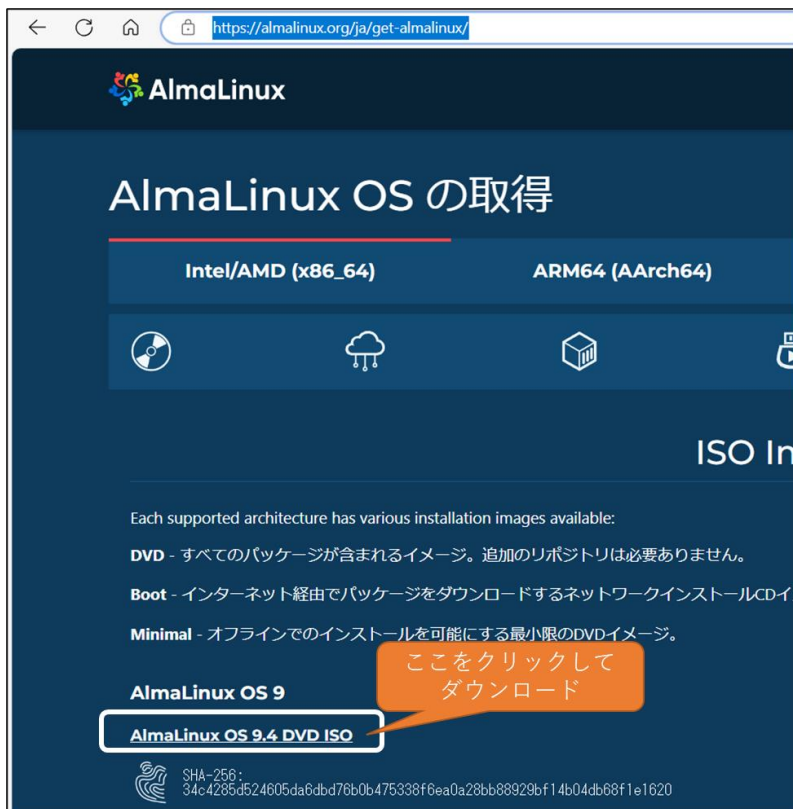 https://almalinux.org/ja/get-almalinux/
AlmaLinux
AlmaLinux OS の取得
Intel/AMD (x86_64)
ARM64 (AArch64)
ISO
Each supported architecture has various installation images available:
DVD - すべてのパッケージが含まれるイメージ。追加のリポジトリは必要ありません。
Boot - インターネット経由でパッケージをダウンロードするネットワークインストールCDイ
Minimal - オフラインでのインストールを可能にする最小限のDVDイメージ。
ここをクリックして
ダウンロード
AlmaLinux OS 9
AlmaLinux OS 9.4 DVD ISO
SHA-256:
34c4285d524605da6dbd76b0b475338f6ea0a28bb88929bf14b04db68f1e1620